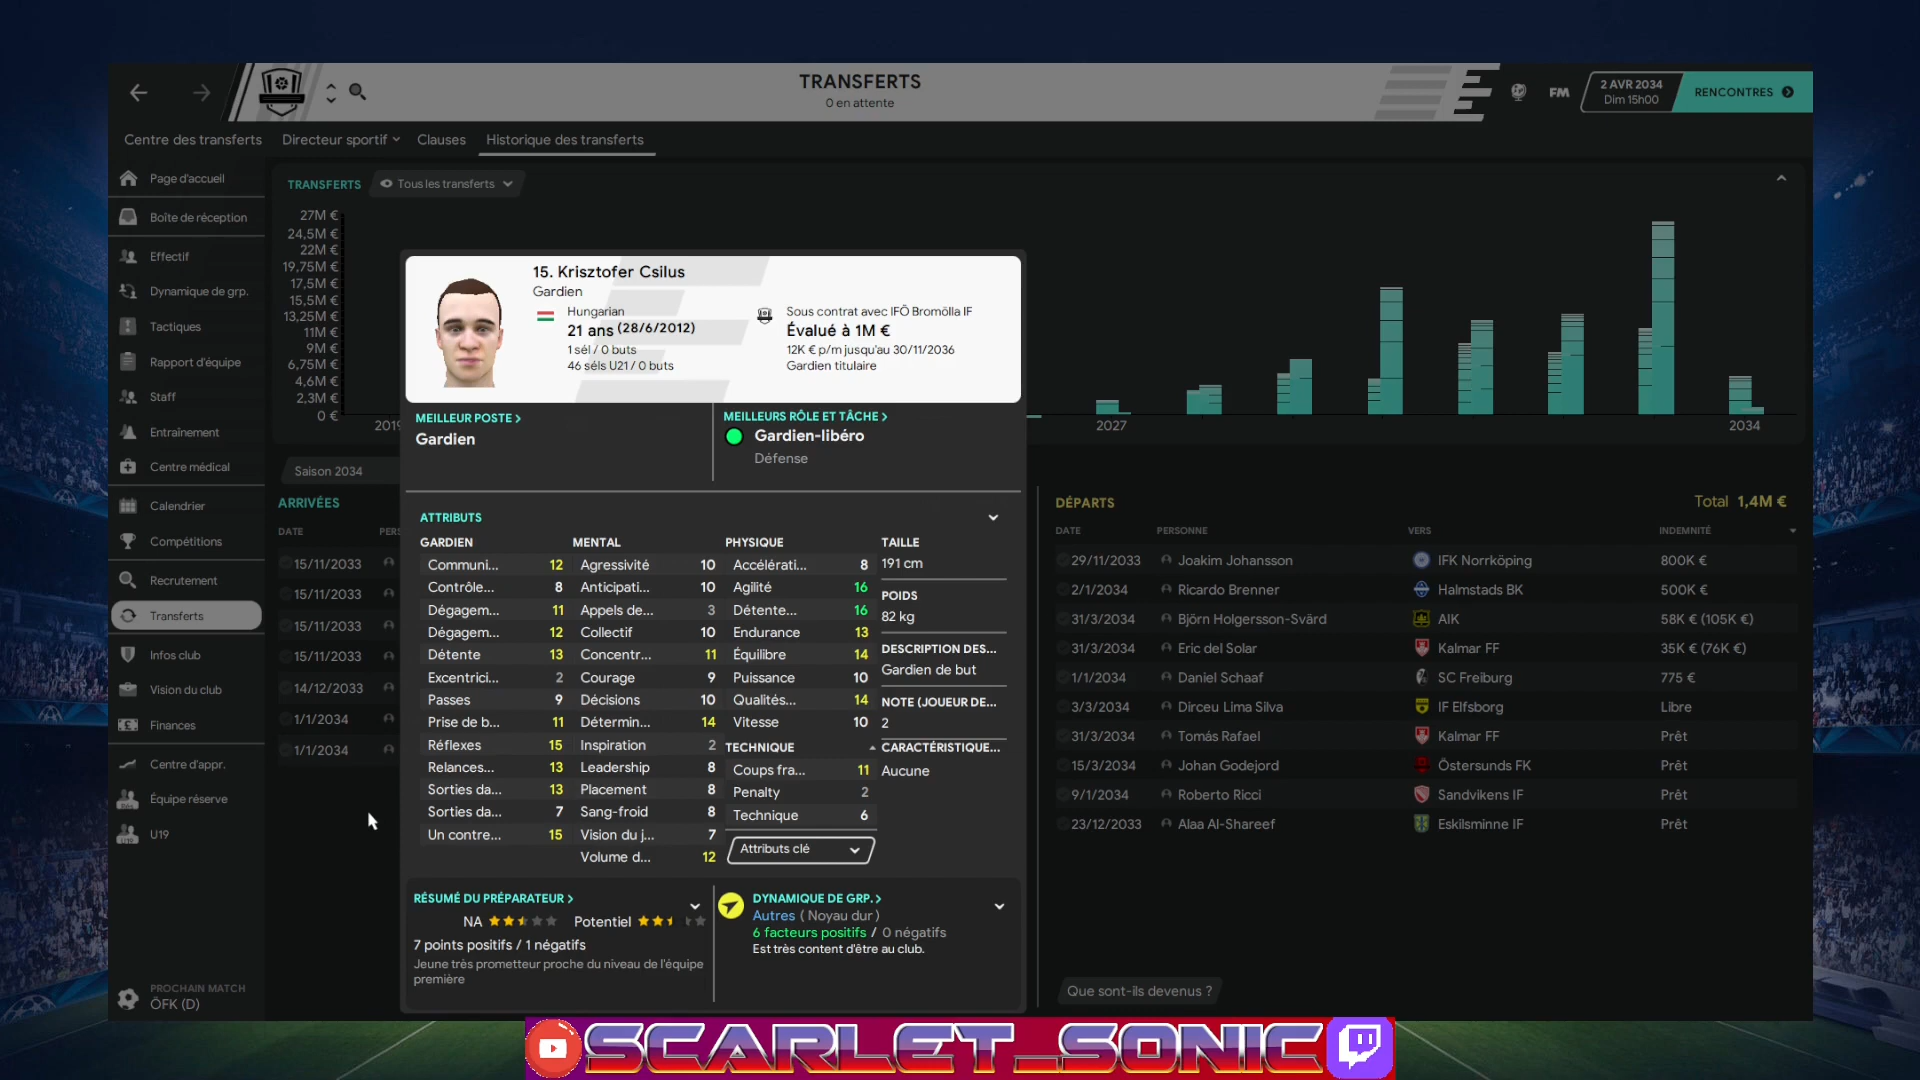 TRANSFERTS
0 en attente
FM
2 AVR 2034
Dim 15h00
RENCONTRES
Centre des transferts
Directeur sportif
Clauses
Historique des transferts
Page d'accueil
Boîte de réception
Effectif
Dynamique de grp.
Tactiques
Rapport d'équipe
Staff
Entraînement
Centre médical
Calendrier
Compétitions
Recrutement
Transferts
Infos club
Vision du club
Finances
Centre d'appr.
Équipe réserve
U19
PROCHAIN MATCH
ÖFK (D)
TRANSFERTS
Tous les transferts
27M €
24,5M €
22M €
19,75M €
17,5M €
15,5M €
13,25M €
11M €
9M €
6,75M €
4,6M €
2,3M €
0 €
2019
2027
2034
Saison 2034
ARRIVÉES
DATE PERS
15/11/2033
15/11/2033
15/11/2033
15/11/2033
14/12/2033
1/1/2034
1/1/2034
15. Krisztofer Csilus
Gardien
Hungarian
21 ans (28/6/2012)
1 sél / 0 buts
46 séls U21 / 0 buts
Sous contrat avec IFÖ Bromölla IF
Évalué à 1M €
12K € p/m jusqu'au 30/11/2036
Gardien titulaire
MEILLEUR POSTE >
Gardien
MEILLEURS RÔLE ET TÂCHE >
Gardien-libéro
Défense
ATTRIBUTS
GARDIEN
Communi... 12
Contrôle... 8
Dégagem... 11
Dégagem... 12
Détente 13
Excentrici... 2
Passes 9
Prise de b... 11
Réflexes 15
Relances... 13
Sorties da... 13
Sorties da... 7
Un contre... 15
MENTAL
Agressivité 10
Anticipati... 10
Appels de... 3
Collectif 10
Concentr... 11
Courage 9
Décisions 10
Détermin... 14
Inspiration 2
Leadership 8
Placement 8
Sang-froid 8
Vision du j... 7
Volume d... 12
PHYSIQUE
Accélérati... 8
Agilité 16
Détente... 16
Endurance 13
Équilibre 14
Puissance 10
Qualités... 14
Vitesse 10
TECHNIQUE
Coups fra... 11
Penalty 2
Technique 6
Attributs clé
TAILLE
191 cm
POIDS
82 kg
DESCRIPTION DES...
Gardien de but
NOTE (JOUEUR DE...
2
CARACTÉRISTIQUE...
Aucune
RÉSUMÉ DU PRÉPARATEUR >
NA Potentiel
7 points positifs / 1 négatifs
Jeune très prometteur proche du niveau de l'équipe
première
DYNAMIQUE DE GRP. >
Autres ( Noyau dur )
6 facteurs positifs / 0 négatifs
Est très content d'être au club.
DÉPARTS
Total 1,4M €
DATE PERSONNE VERS INDEMNITÉ
29/11/2033 Joakim Johansson IFK Norrköping 800K €
2/1/2034 Ricardo Brenner Halmstads BK 500K €
31/3/2034 Björn Holgersson-Svärd AIK 58K € (105K €)
31/3/2034 Eric del Solar Kalmar FF 35K € (76K €)
1/1/2034 Daniel Schaaf SC Freiburg 775 €
3/3/2034 Dirceu Lima Silva IF Elfsborg Libre
31/3/2034 Tomás Rafael Kalmar FF Prêt
15/3/2034 Johan Godejord Östersunds FK Prêt
9/1/2034 Roberto Ricci Sandvikens IF Prêt
23/12/2033 Alaa Al-Shareef Eskilsminne IF Prêt
Que sont-ils devenus ?
SCARLET_SONIC